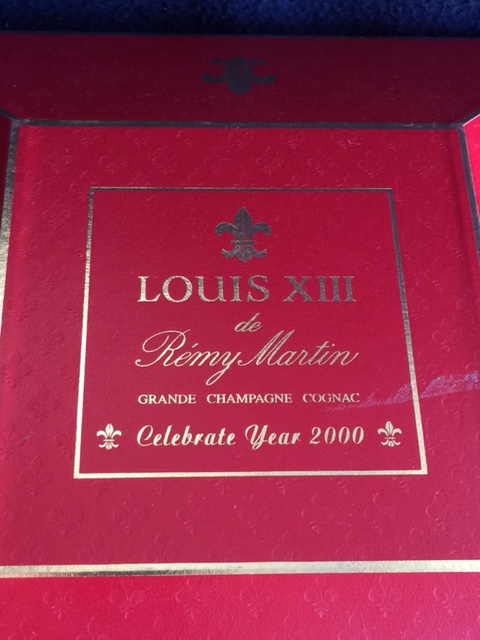 LOUIS XIII
de
Rémy Martin
GRANDE CHAMPAGNE COGNAC
Celebrate Year 2000